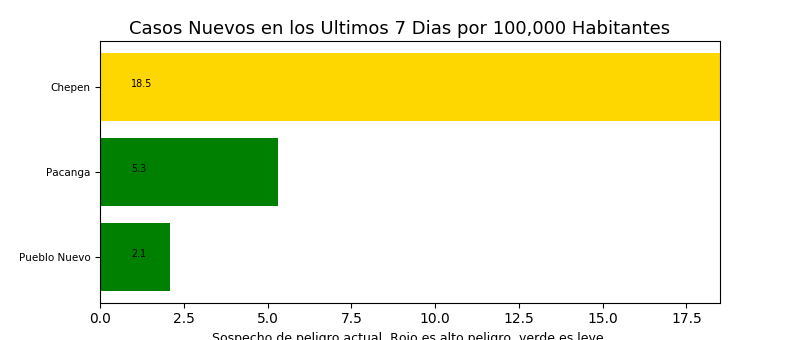 Casos Nuevos en los Ultimos 7 Dias por 100,000 Habitantes
Chepen
18.5
Pacanga
5.3
Pueblo Nuevo
2.1
0.0 2.5 5.0 7.5 10.0 12.5 15.0 17.5
Sospecho de peligro actual. Rojo es alto peligro, verde es leve